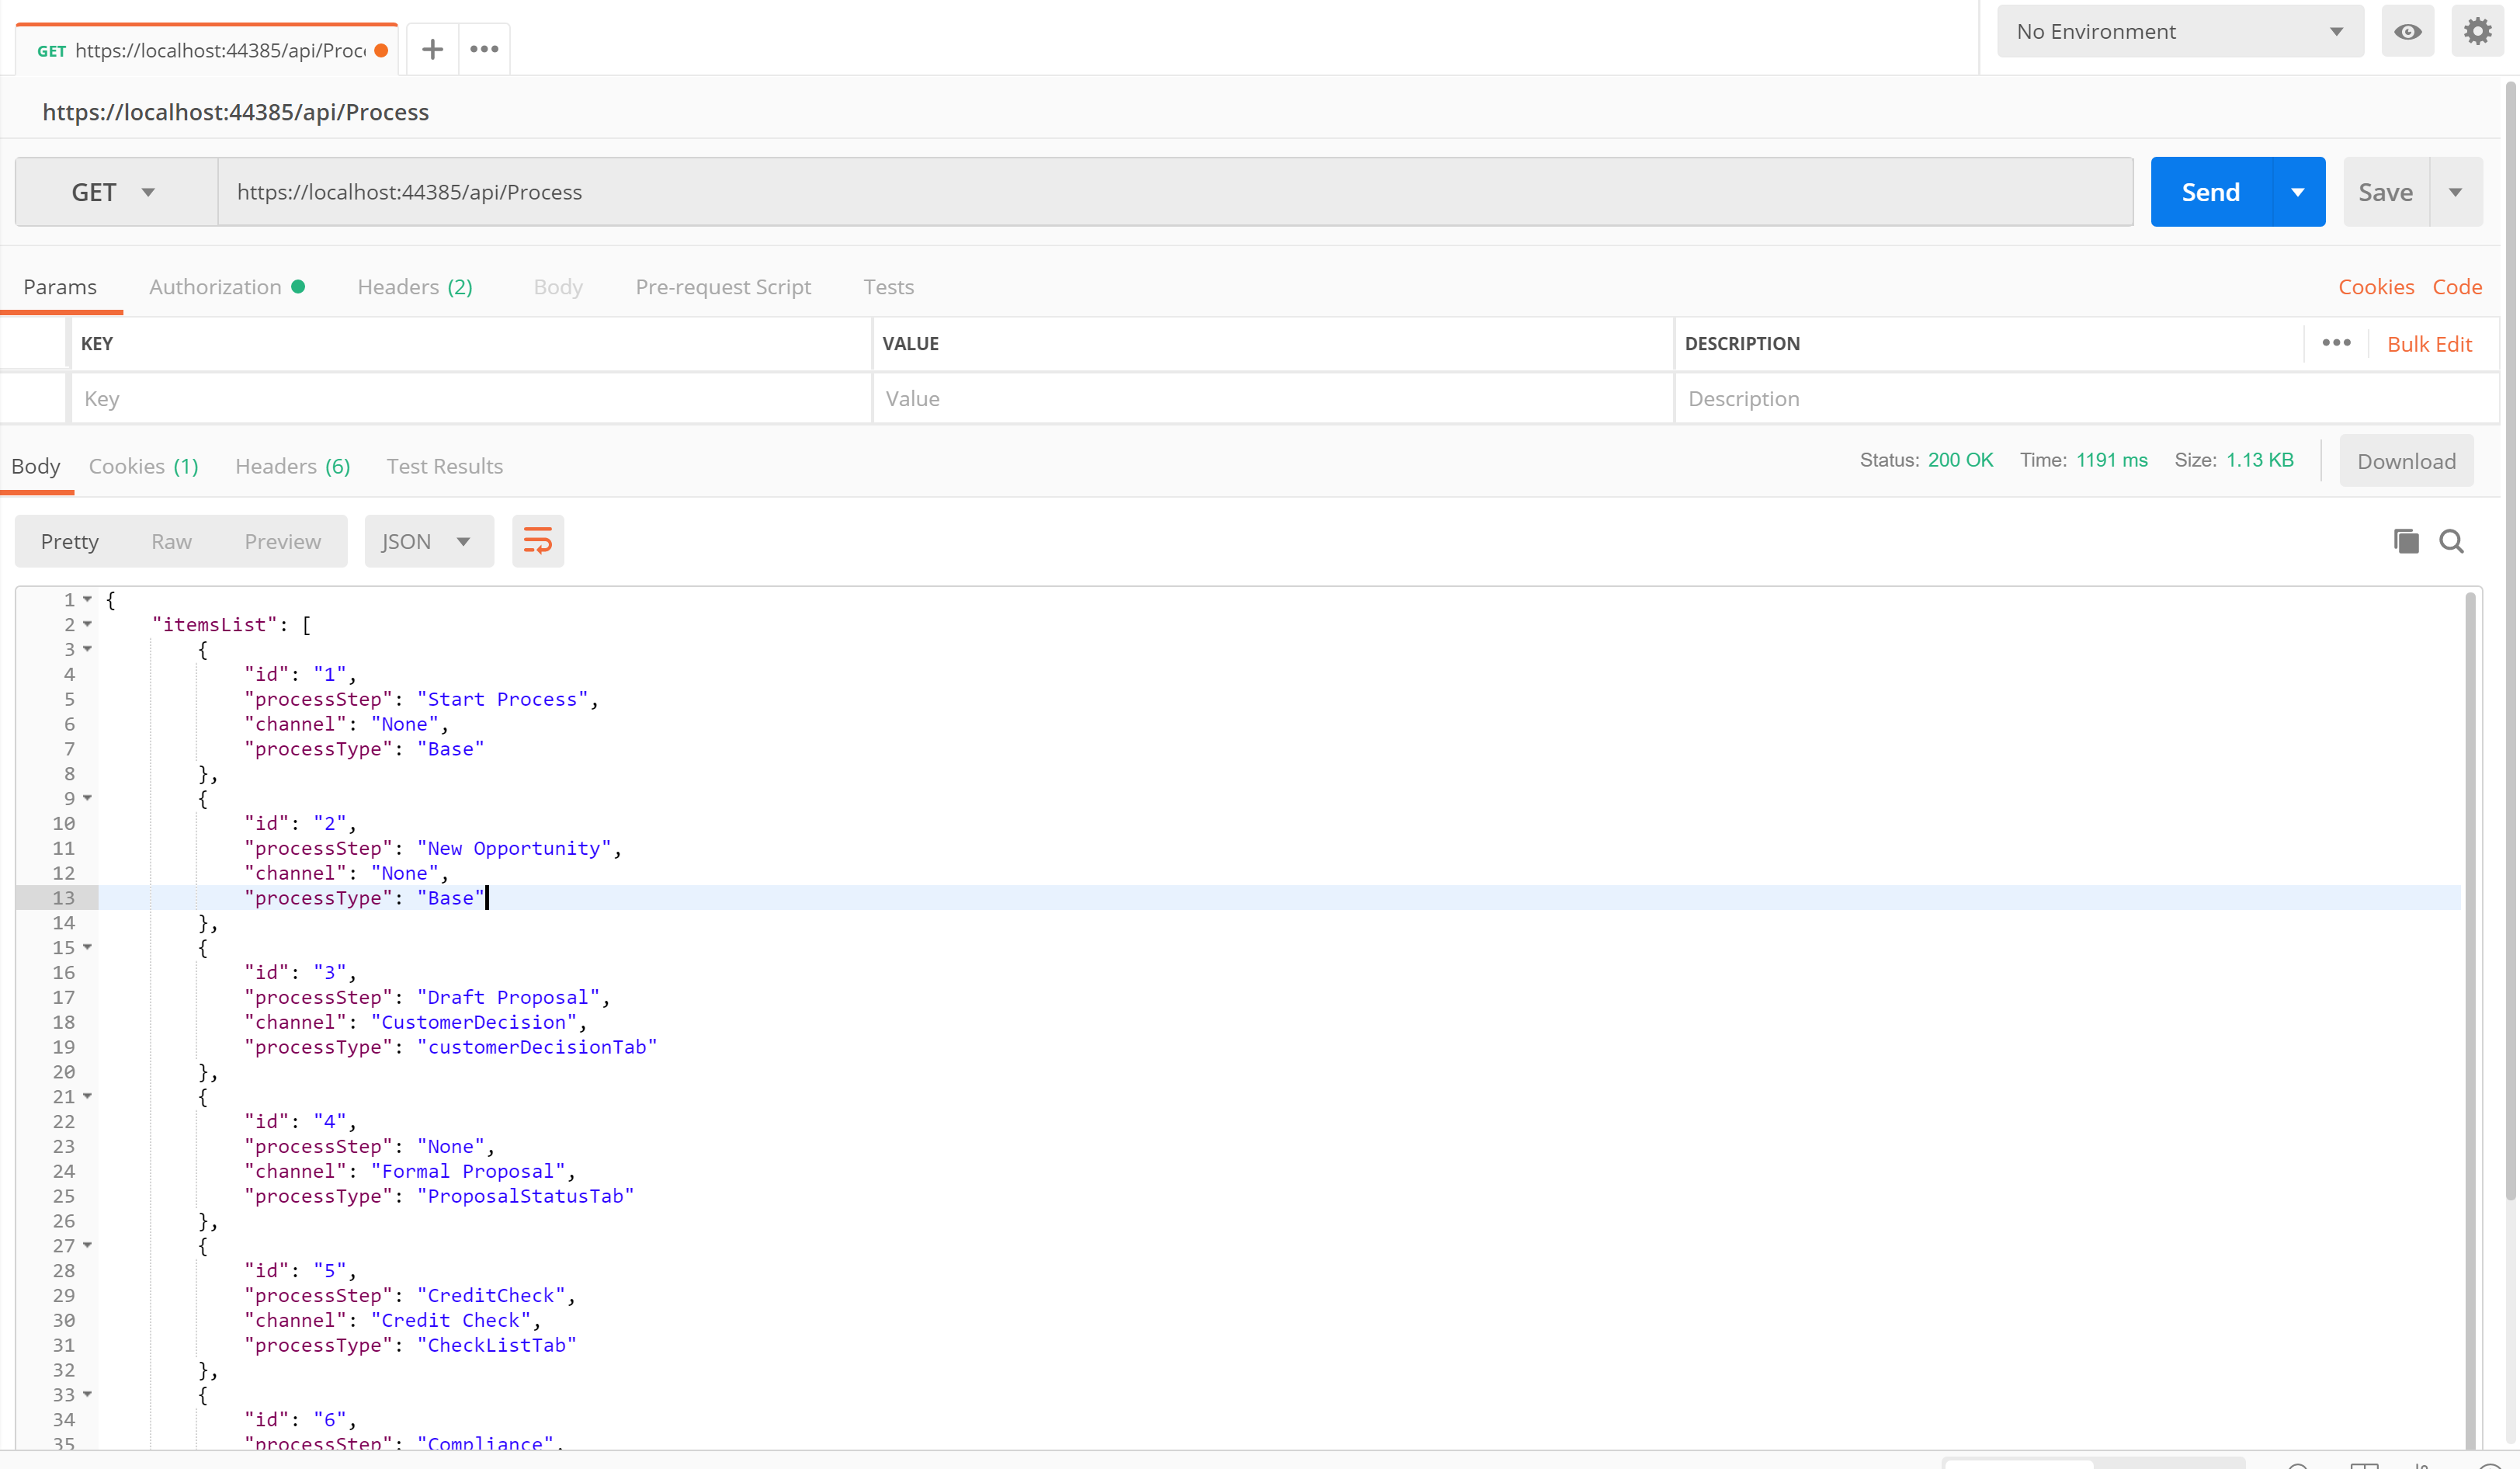 GET https://localhost:44385/api/Proc
No Environment
https://localhost:44385/api/Process
GET https://localhost:44385/api/Process Send Save
Params Authorization Headers (2) Body Pre-request Script Tests Cookies Code
KEY VALUE DESCRIPTION Bulk Edit
Key Value Description
Body Cookies (1) Headers (6) Test Results Status: 200 OK Time: 1191 ms Size: 1.13 KB Download
Pretty Raw Preview JSON
1 {
2 "itemsList": [
3 {
4 "id": "1",
5 "processStep": "Start Process",
6 "channel": "None",
7 "processType": "Base"
8 },
9 {
10 "id": "2",
11 "processStep": "New Opportunity",
12 "channel": "None",
13 "processType": "Base"
14 },
15 {
16 "id": "3",
17 "processStep": "Draft Proposal",
18 "channel": "CustomerDecision",
19 "processType": "customerDecisionTab"
20 },
21 {
22 "id": "4",
23 "processStep": "None",
24 "channel": "Formal Proposal",
25 "processType": "ProposalStatusTab"
26 },
27 {
28 "id": "5",
29 "processStep": "CreditCheck",
30 "channel": "Credit Check",
31 "processType": "CheckListTab"
32 },
33 {
34 "id": "6",
35 "processStep": "Compliance",